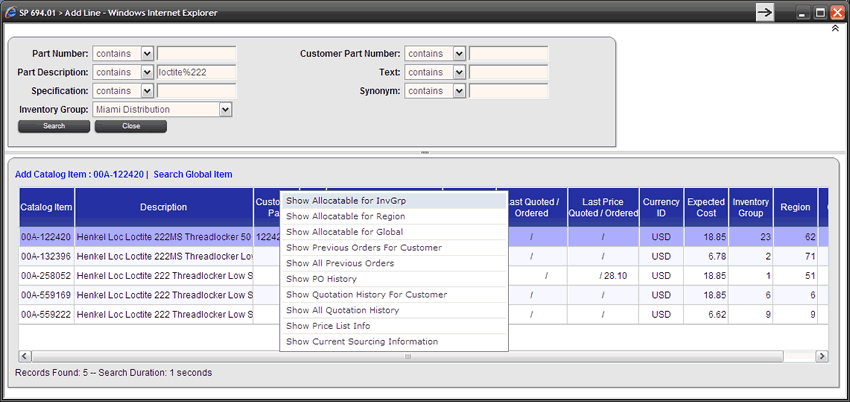 SP 694.01 > Add Line - Windows Internet Explorer
Part Number: contains
Customer Part Number: contains
Part Description: contains loctite%222
Text: contains
Specification: contains
Synonym: contains
Inventory Group: Miami Distribution
Search Close
Add Catalog Item : 00A-122420 | Search Global Item
Catalog Item Description Last Quoted / Ordered Last Price Quoted / Ordered Currency ID Expected Cost Inventory Group Region
00A-122420 Henkel Loc Loctite 222MS Threadlocker 50 / / USD 18.85 23 62
00A-132396 Henkel Loc Loctite 222MS Threadlocker Lov / / USD 6.78 2 71
00A-258052 Henkel Loc Loctite 222 Threadlocker Low S / / 28.10 USD 18.85 1 51
00A-559169 Henkel Loc Loctite 222 Threadlocker Low S / / USD 18.85 6 6
00A-559222 Henkel Loc Loctite 222 Threadlocker Low S / / USD 6.62 9 9
Show Allocatable for InvGrp
Show Allocatable for Region
Show Allocatable for Global
Show Previous Orders For Customer
Show All Previous Orders
Show PO History
Show Quotation History For Customer
Show All Quotation History
Show Price List Info
Show Current Sourcing Information
Records Found: 5 -- Search Duration: 1 seconds